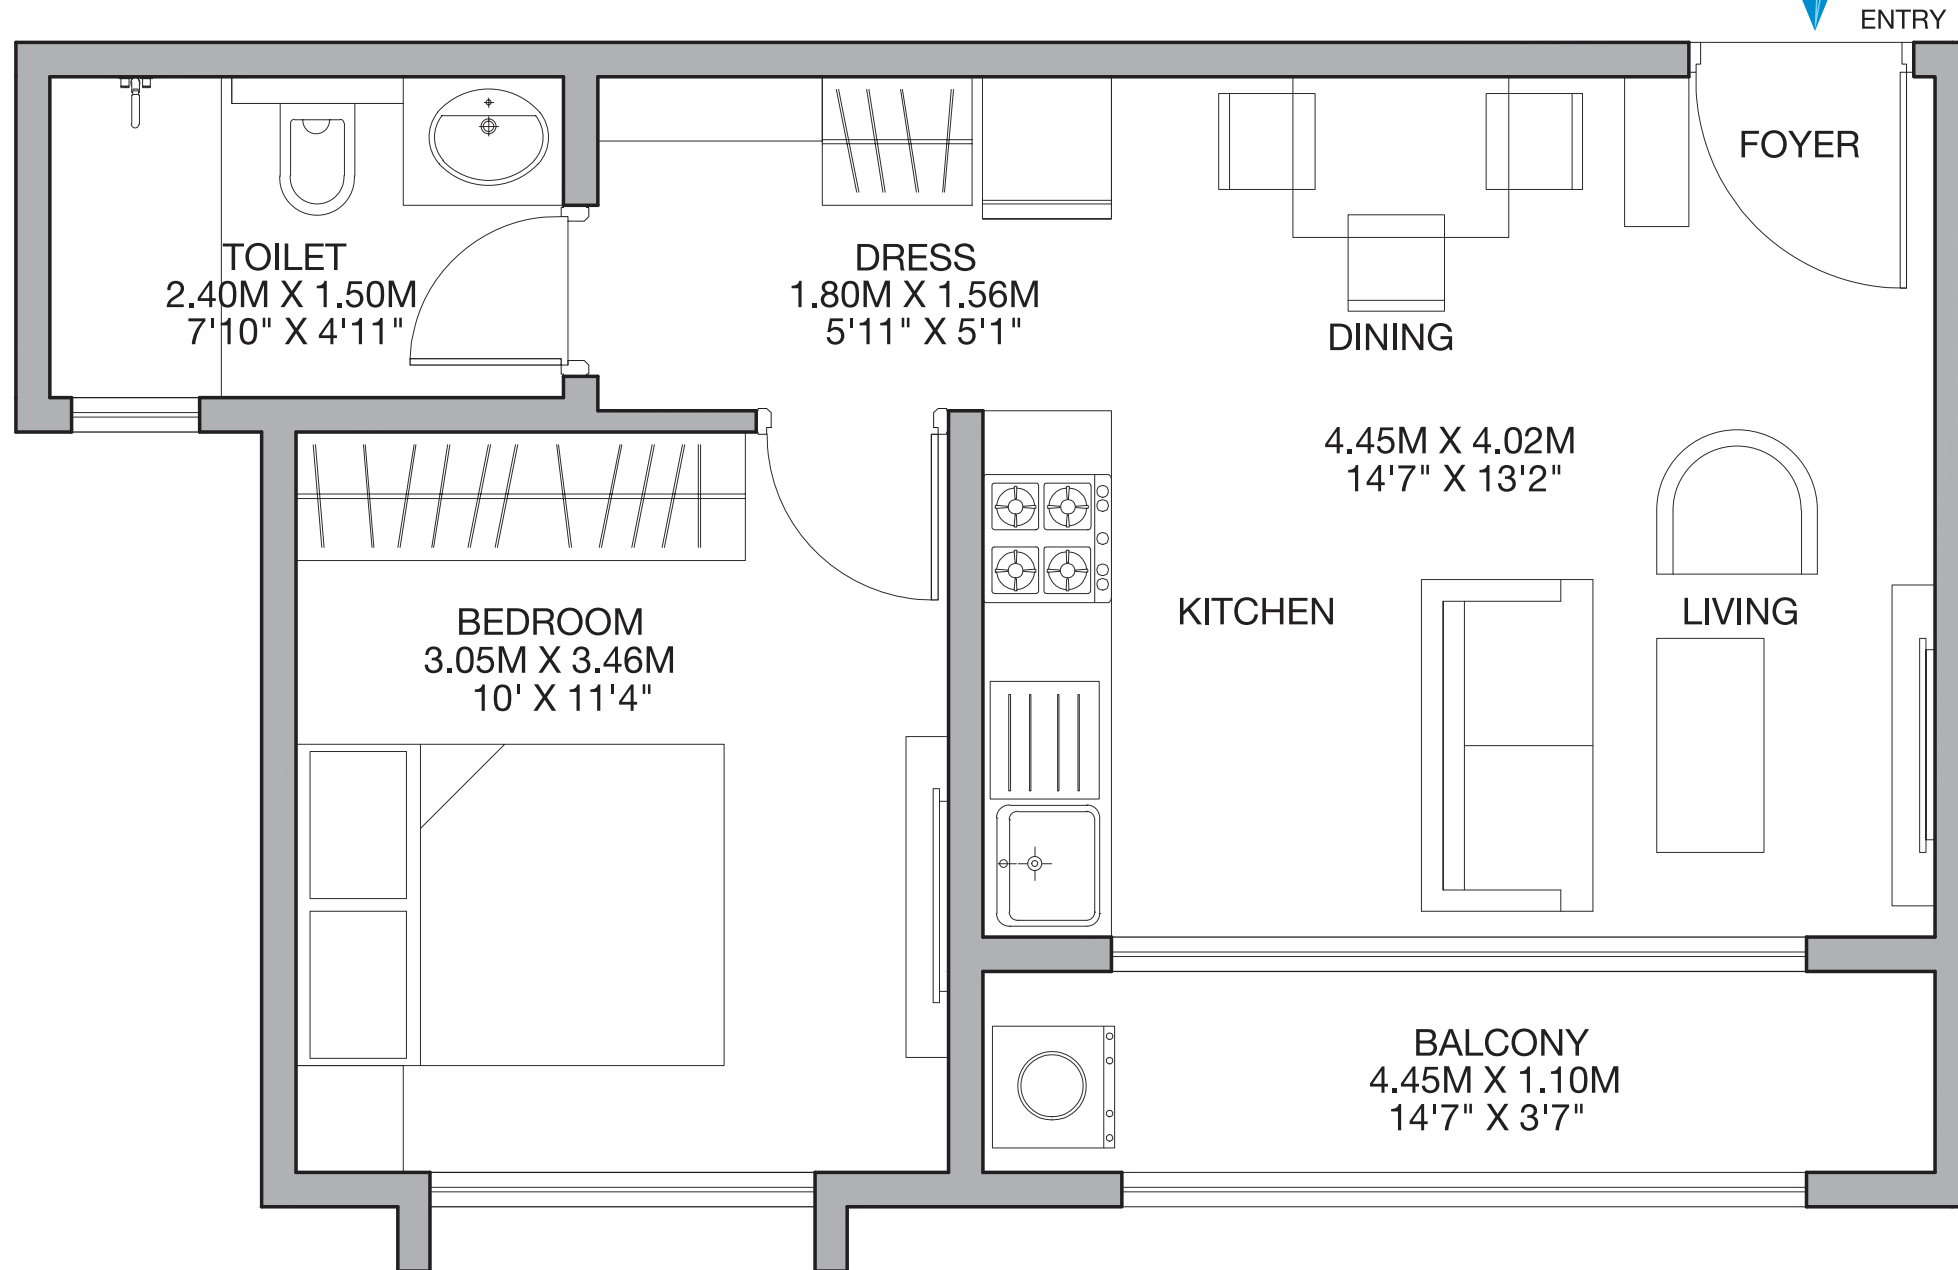 ENTRY
FOYER
TOILET
2.40M X 1.50M
7'10" X 4'11"
DRESS
1.80M X 1.56M
5'11" X 5'1"
DINING
4.45M X 4.02M
14'7" X 13'2"
KITCHEN
LIVING
BEDROOM
3.05M X 3.46M
10' X 11'4"
BALCONY
4.45M X 1.10M
14'7" X 3'7"